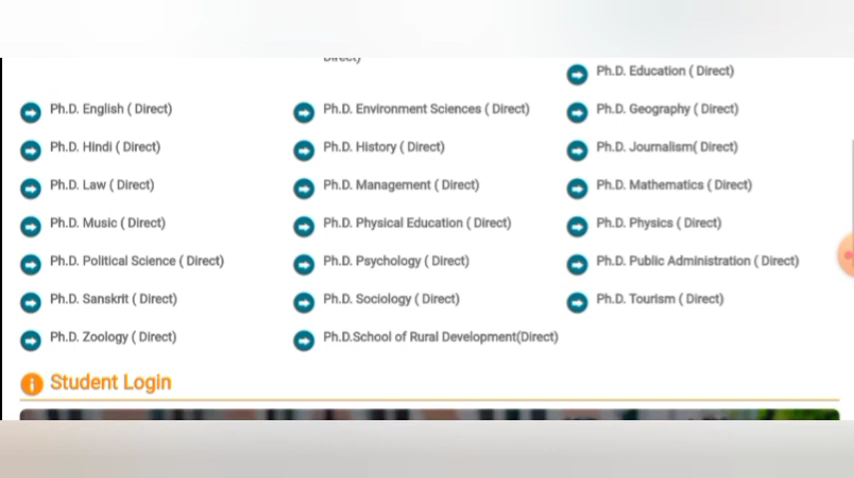 Direct)
Ph.D. Education ( Direct)
Ph.D. English ( Direct)
Ph.D. Environment Sciences ( Direct)
Ph.D. Geography ( Direct)
Ph.D. Hindi ( Direct)
Ph.D. History ( Direct)
Ph.D. Journalism( Direct)
Ph.D. Law ( Direct)
Ph.D. Management ( Direct)
Ph.D. Mathematics ( Direct)
Ph.D. Music ( Direct)
Ph.D. Physical Education ( Direct)
Ph.D. Physics ( Direct)
Ph.D. Political Science ( Direct)
Ph.D. Psychology ( Direct)
Ph.D. Public Administration ( Direct)
Ph.D. Sanskrit ( Direct)
Ph.D. Sociology ( Direct)
Ph.D. Tourism ( Direct)
Ph.D. Zoology ( Direct)
Ph.D.School of Rural Development(Direct)
Student Login